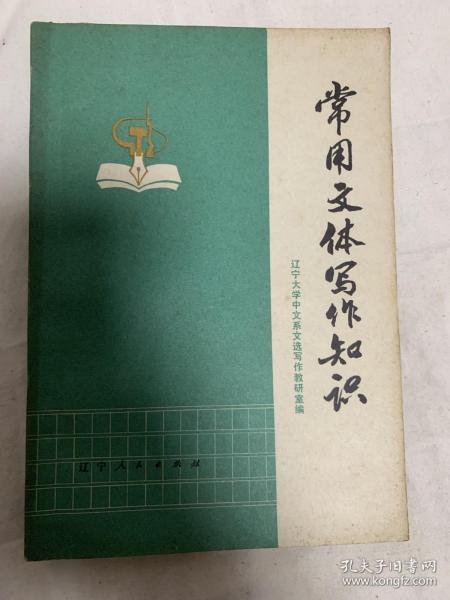 常用文体写作知识
辽宁大学中文系文选写作教研室编
辽宁人民出版社
孔夫子旧书网
www.kongfz.com